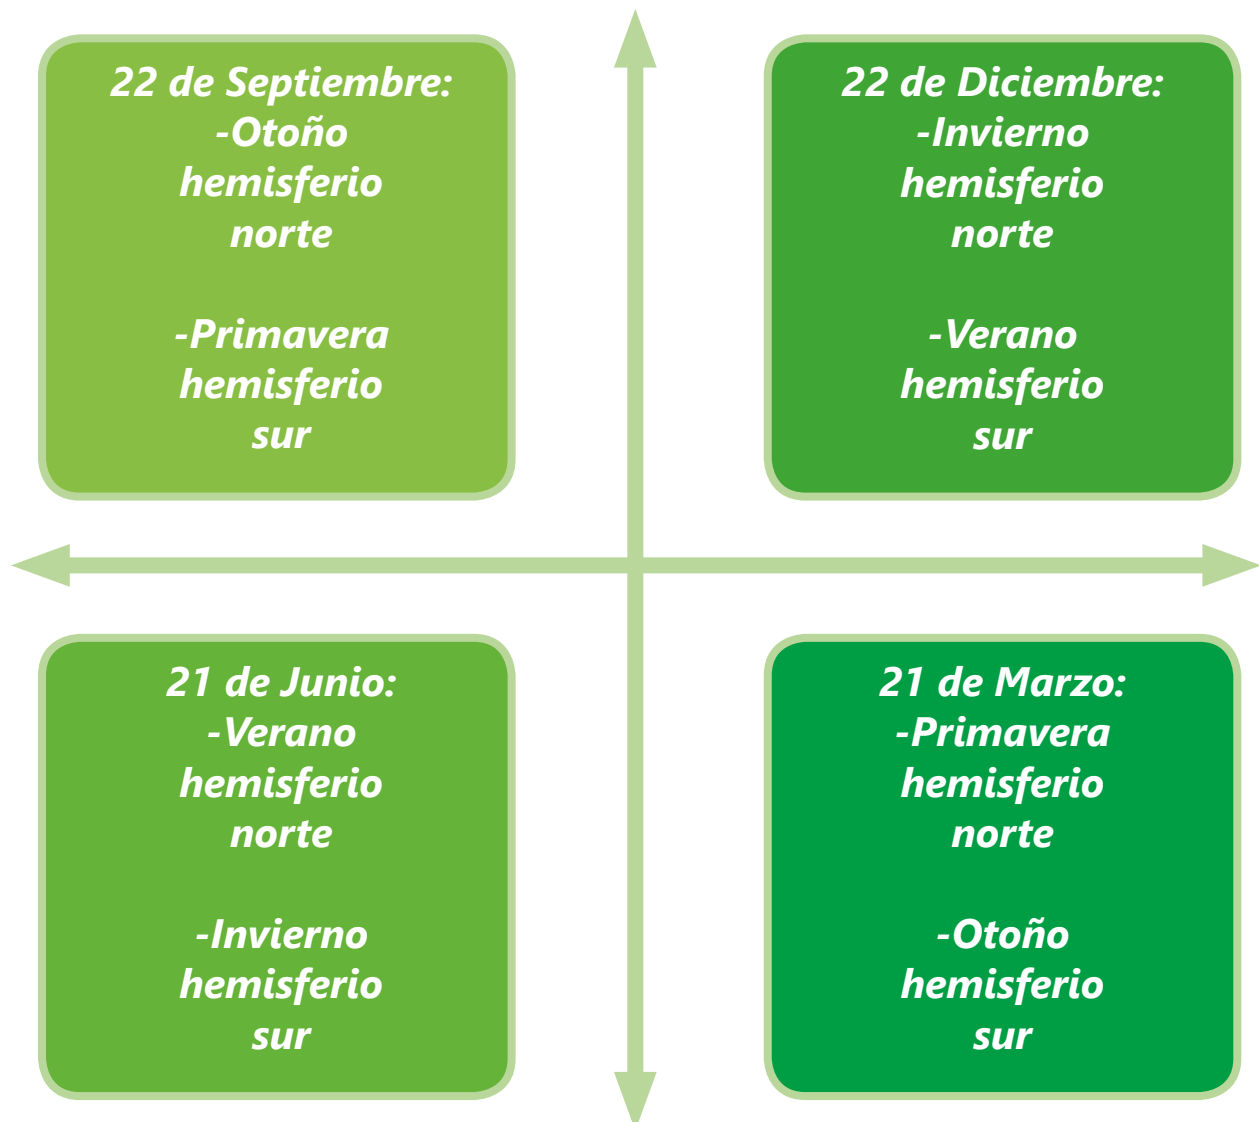 22 de Septiembre:
-Otoño
hemisferio
norte
-Primavera
hemisferio
sur
22 de Diciembre:
-Invierno
hemisferio
norte
-Verano
hemisferio
sur
21 de Junio:
-Verano
hemisferio
norte
-Invierno
hemisferio
sur
21 de Marzo:
-Primavera
hemisferio
norte
-Otoño
hemisferio
sur